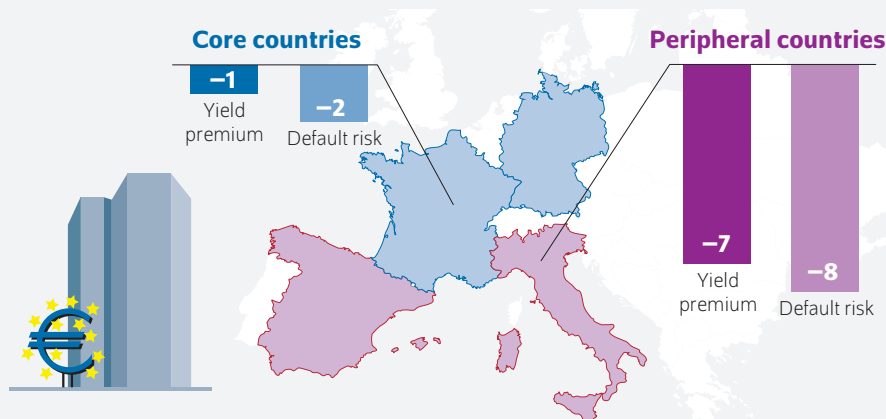 Core countries
–1
Yield
premium
–2
Default risk
Peripheral countries
–7
Yield
premium
–8
Default risk
€